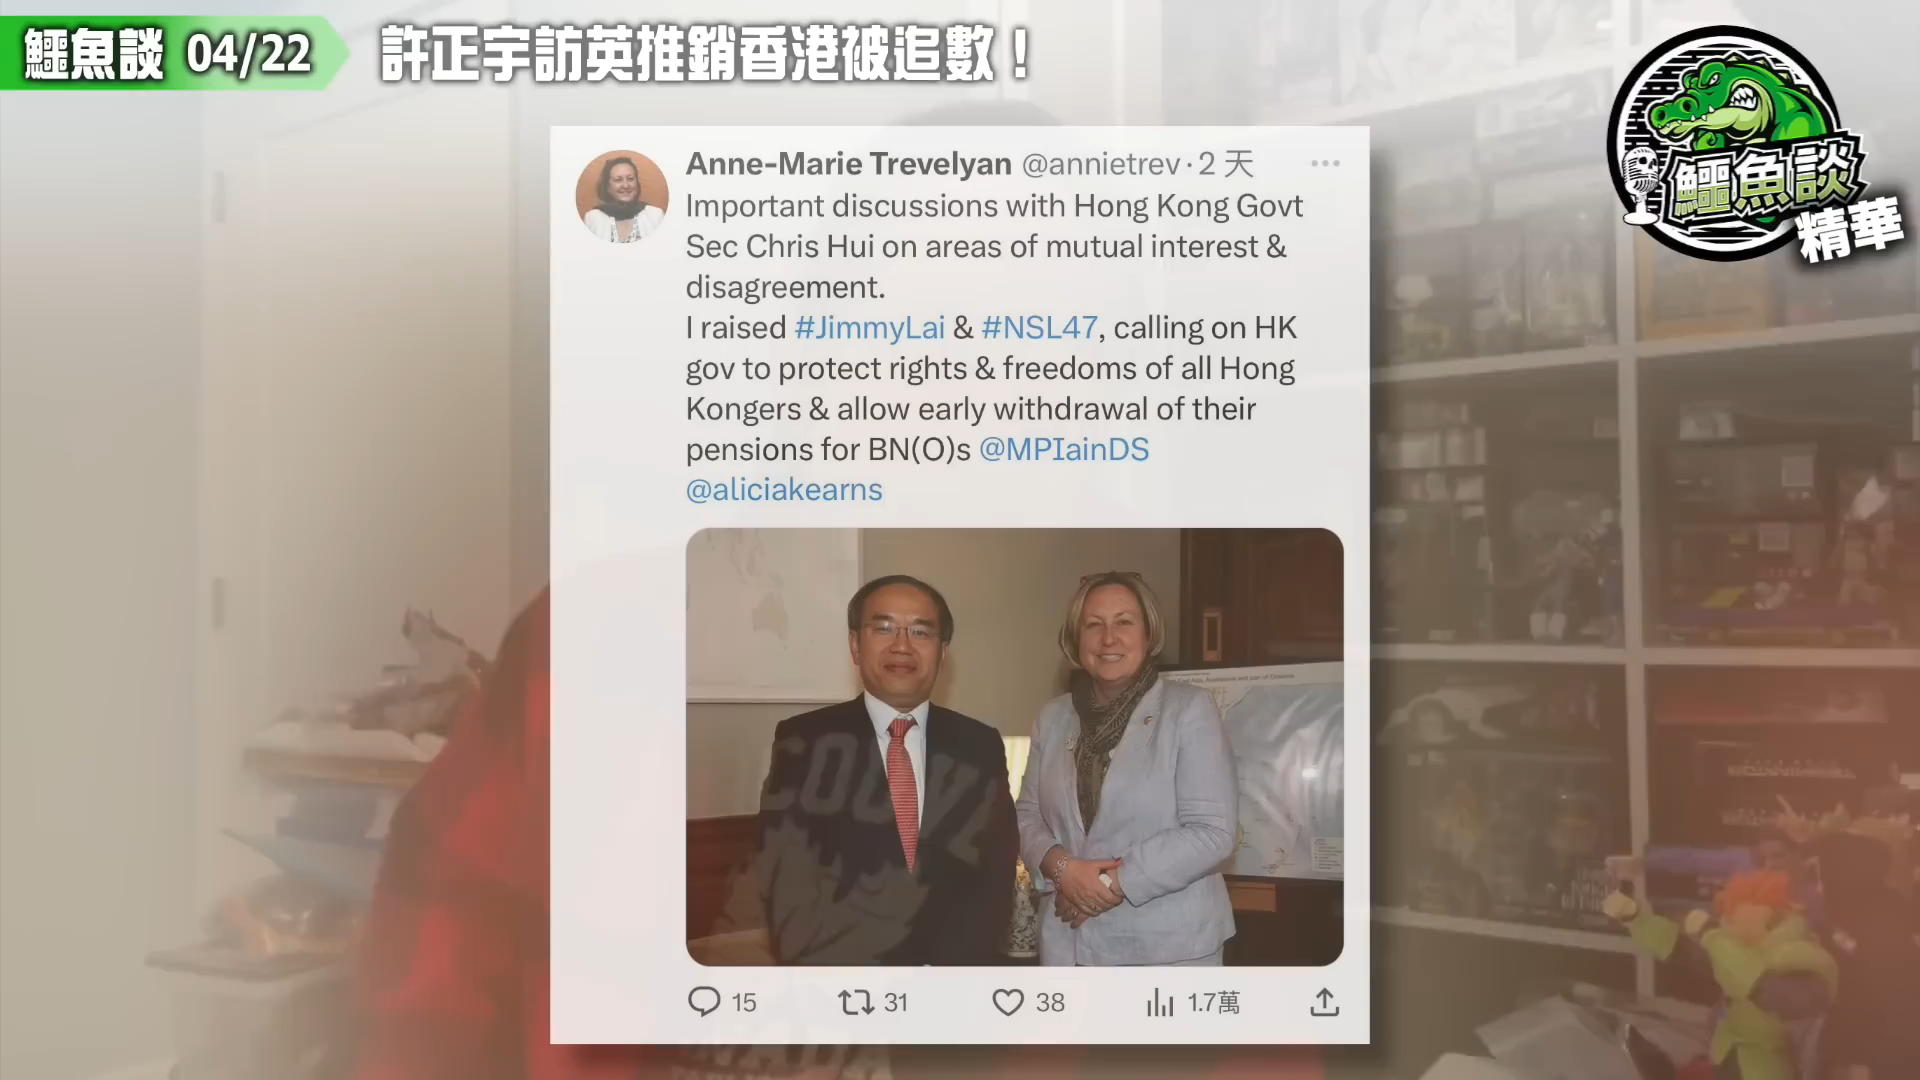 鱷魚談 04/22
許正宇訪英推銷香港被追數！
鱷魚談
精華
Anne-Marie Trevelyan @annietrev · 2 天
Important discussions with Hong Kong Govt
Sec Chris Hui on areas of mutual interest &
disagreement.
I raised #JimmyLai & #NSL47, calling on HK
gov to protect rights & freedoms of all Hong
Kongers & allow early withdrawal of their
pensions for BN(O)s @MPIainDS
@aliciakearns
15
31
38
1.7萬